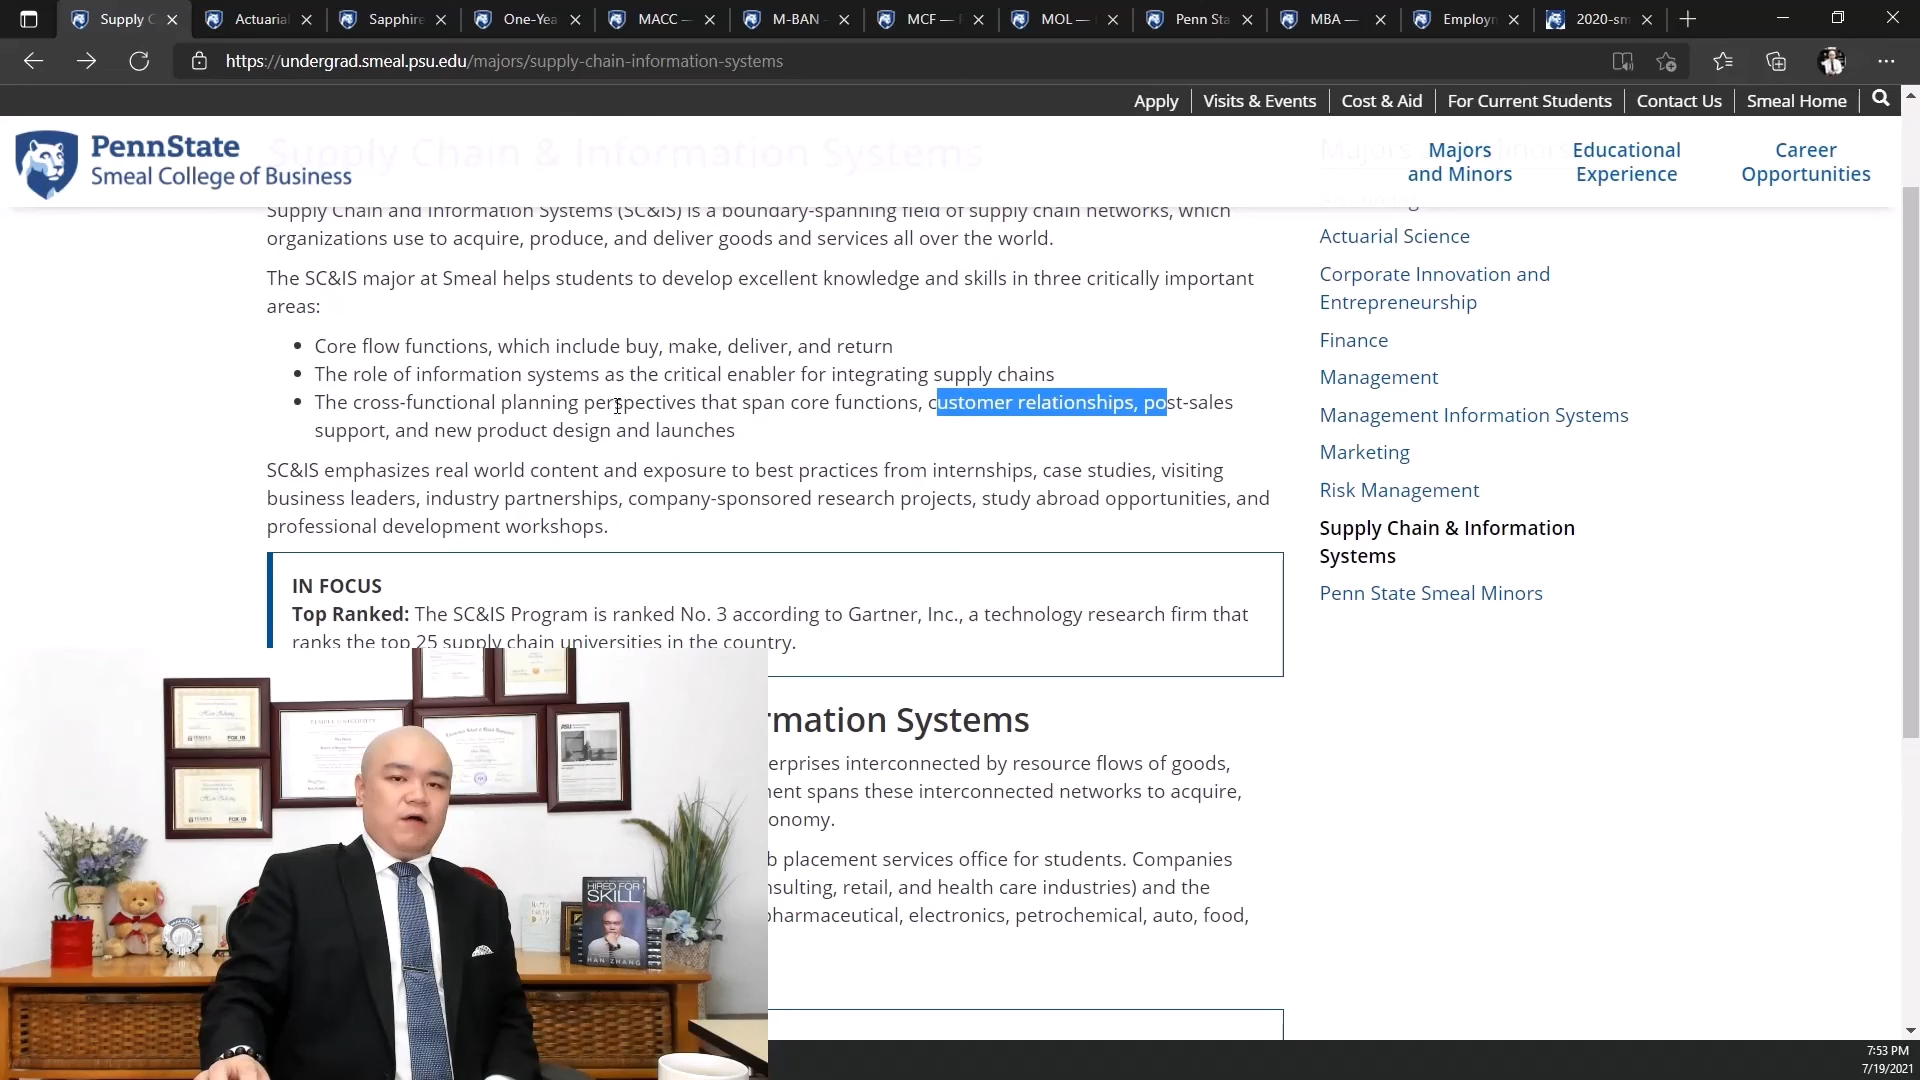 Supply C
Actuarial
Sapphire
One-Yea
MACC —
M-BAN -
MCF —
MOL —
Penn Sta
MBA —
Employn
2020-sm
https://undergrad.smeal.psu.edu/majors/supply-chain-information-systems
Apply
Visits & Events
Cost & Aid
For Current Students
Contact Us
Smeal Home
PennState
Smeal College of Business
Majors
and Minors
Educational
Experience
Career
Opportunities
Supply Chain & Information Systems
Supply Chain and Information Systems (SC&IS) is a boundary-spanning field of supply chain networks, which
organizations use to acquire, produce, and deliver goods and services all over the world.
The SC&IS major at Smeal helps students to develop excellent knowledge and skills in three critically important
areas:
• Core flow functions, which include buy, make, deliver, and return
• The role of information systems as the critical enabler for integrating supply chains
• The cross-functional planning perspectives that span core functions, customer relationships, post-sales
support, and new product design and launches
SC&IS emphasizes real world content and exposure to best practices from internships, case studies, visiting
business leaders, industry partnerships, company-sponsored research projects, study abroad opportunities, and
professional development workshops.
IN FOCUS
Top Ranked: The SC&IS Program is ranked No. 3 according to Gartner, Inc., a technology research firm that
ranks the top 25 supply chain universities in the country.
rmation Systems
erprises interconnected by resource flows of goods,
ent spans these interconnected networks to acquire,
onomy.
b placement services office for students. Companies
nsulting, retail, and health care industries) and the
pharmaceutical, electronics, petrochemical, auto, food,
Actuarial Science
Corporate Innovation and
Entrepreneurship
Finance
Management
Management Information Systems
Marketing
Risk Management
Supply Chain & Information
Systems
Penn State Smeal Minors
TEMPLE UNIVERSITY
HIRED FOR
SKILL
HAN ZHANG
7:53 PM
7/19/2021